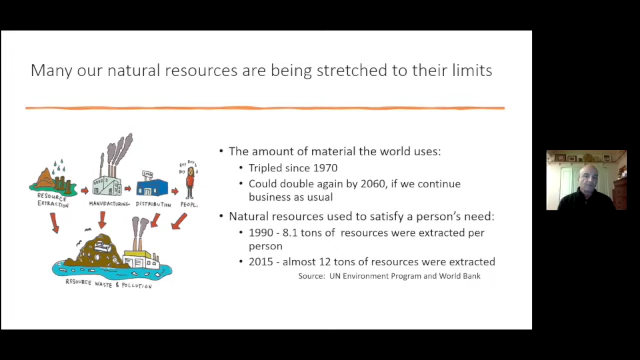 Many our natural resources are being stretched to their limits
RESOURCE
EXTRACTION
MANUFACTURING
DISTRIBUTION
PEOPLE
RESOURCE WASTE & POLLUTION
• The amount of material the world uses:
• Tripled since 1970
• Could double again by 2060, if we continue
business as usual
• Natural resources used to satisfy a person's need:
• 1990 - 8.1 tons of resources were extracted per
person
• 2015 - almost 12 tons of resources were extracted
Source: UN Environment Program and World Bank